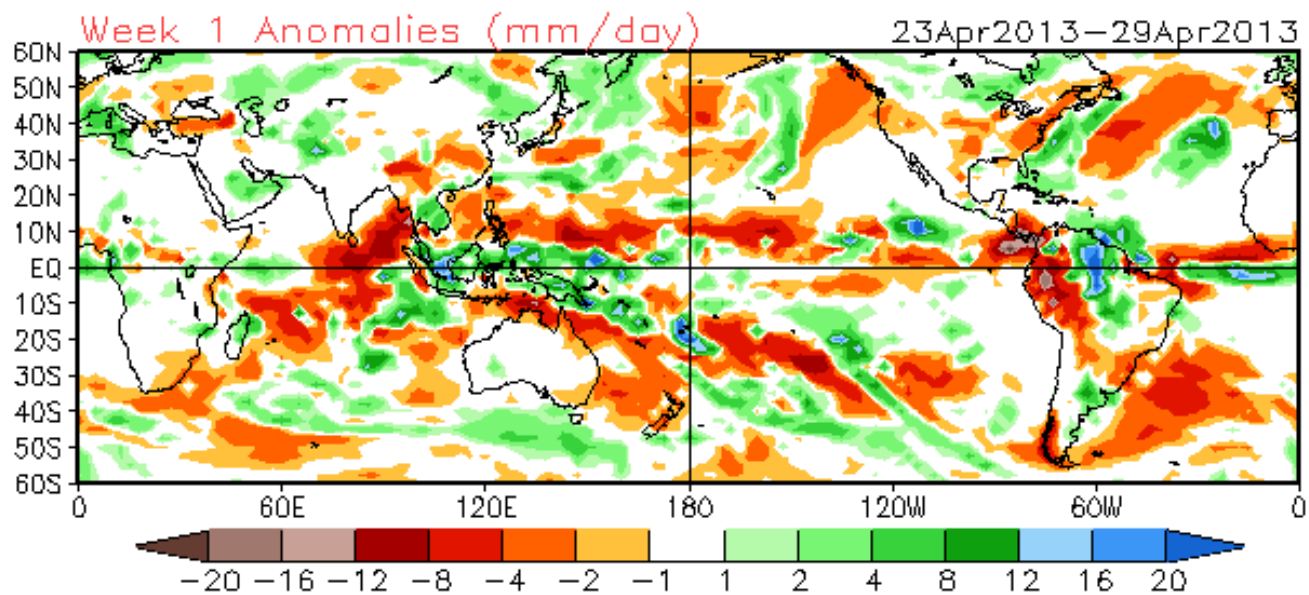 Week 1 Anomalies (mm/day) 23Apr2013–29Apr2013
60N
50N
40N
30N
20N
10N
EQ
10S
20S
30S
40S
50S
60S
0 60E 120E 180 120W 60W 0
−20 −16 −12 −8 −4 −2 −1 1 2 4 8 12 16 20